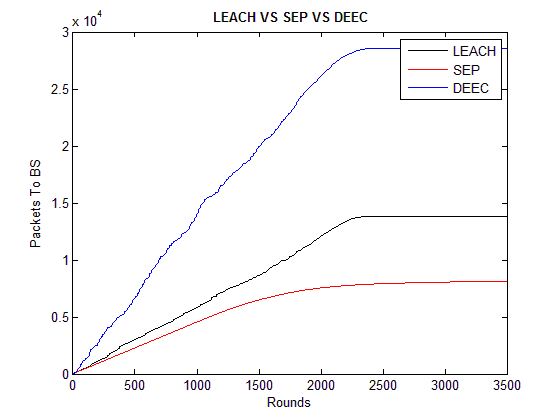 LEACH VS SEP VS DEEC
x 10^4
3
2.5
2
1.5
1
0.5
0
Packets To BS
LEACH
SEP
DEEC
0 500 1000 1500 2000 2500 3000 3500
Rounds